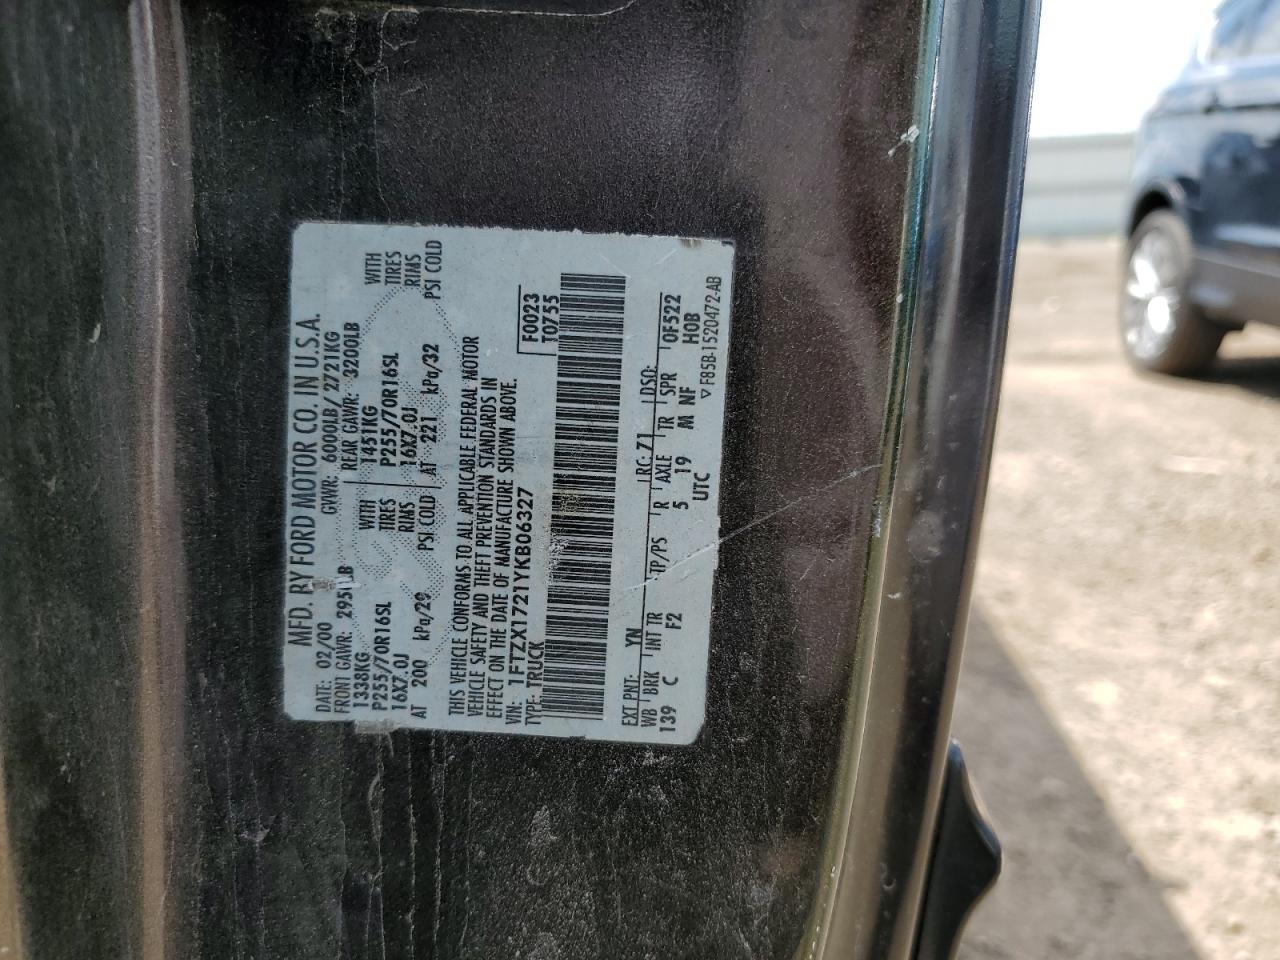 MFD. BY FORD MOTOR CO. IN U.S.A.
DATE: 02/00 GVWR: 6000LB/ 2721KG
FRONT GAWR: 2950LB REAR GAWR: 3200LB
1338KG WITH 1451KG WITH
P255/70R16SL TIRES P255/70R16SL TIRES
16X7.0J RIMS 16X7.0J RIMS
AT 200 kPa/29 PSI COLD AT 221 kPa/32 PSI COLD
THIS VEHICLE CONFORMS TO ALL APPLICABLE FEDERAL MOTOR
VEHICLE SAFETY AND THEFT PREVENTION STANDARDS IN
EFFECT ON THE DATE OF MANUFACTURE SHOWN ABOVE.
VIN: 1FTZX1721YKB06327 F0023
TYPE: TRUCK T0755
EXT PNT: YN RC: 71 DSO:
WB BRK INT TR TP/PS R AXLE TR SPR 0F522
139 C F2 5 19 M NF HOB
UTC
▽ F85B-1520472-AB